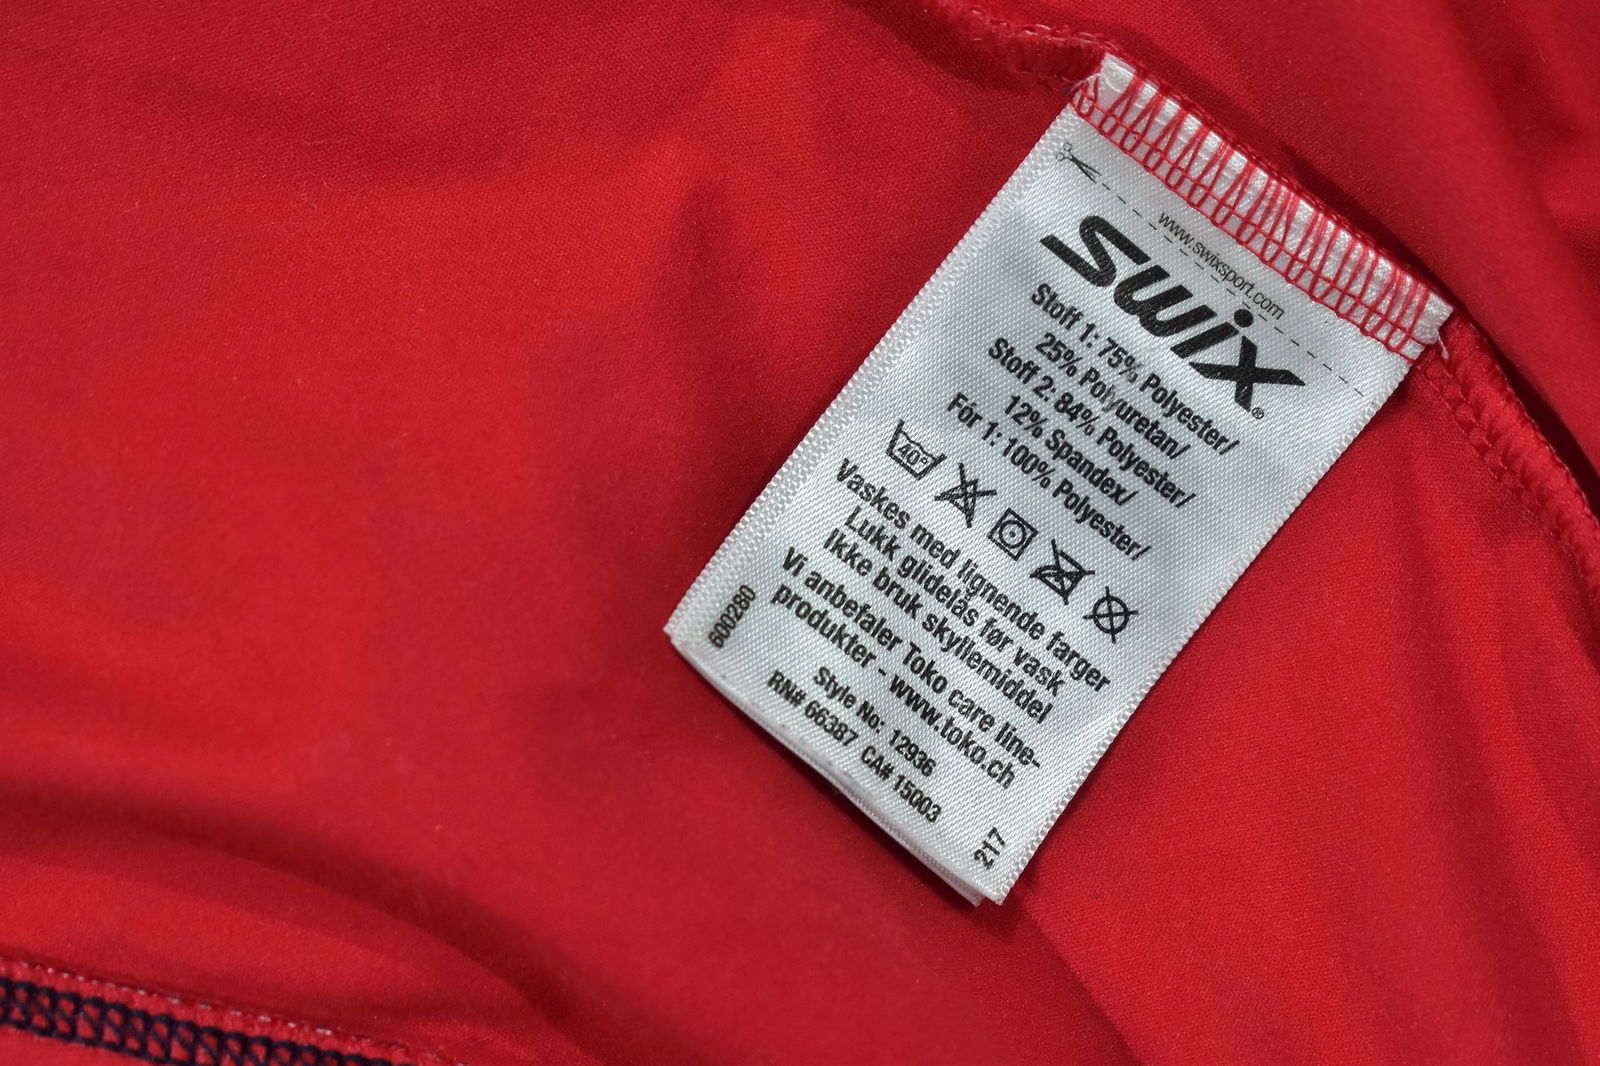 www.swixsport.com
swix®
Stoff 1: 75% Polyester/
25% Polyuretan/
Stoff 2: 84% Polyester/
12% Spandex/
Fór 1: 100% Polyester/
40°
Vaskes med lignende farger
Lukk glidelås før vask
Ikke bruk skyllemiddel
Vi anbefaler Toko care line-
produkter - www.toko.ch
Style No: 12936
RN# 66387 CA# 15003
600280
217